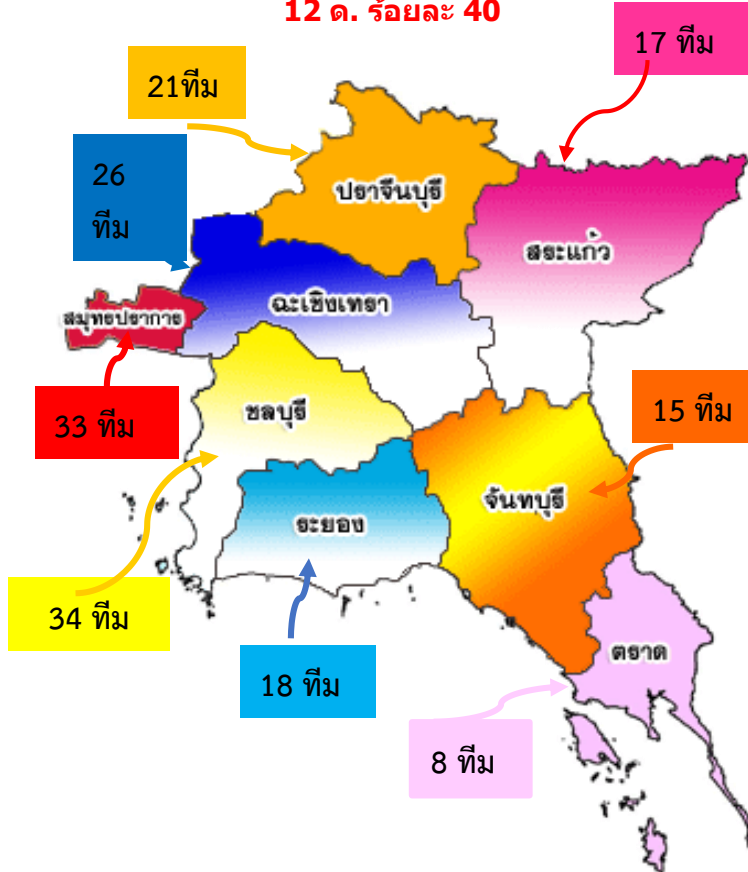 12 ด. ร้อยละ 40
17 ทีม
21ทีม
26
ทีม
ปราจีนบุรี
สระแก้ว
ฉะเชิงเทรา
สมุทรปราการ
33 ทีม
ชลบุรี
15 ทีม
จันทบุรี
ระยอง
34 ทีม
18 ทีม
ตราด
8 ทีม